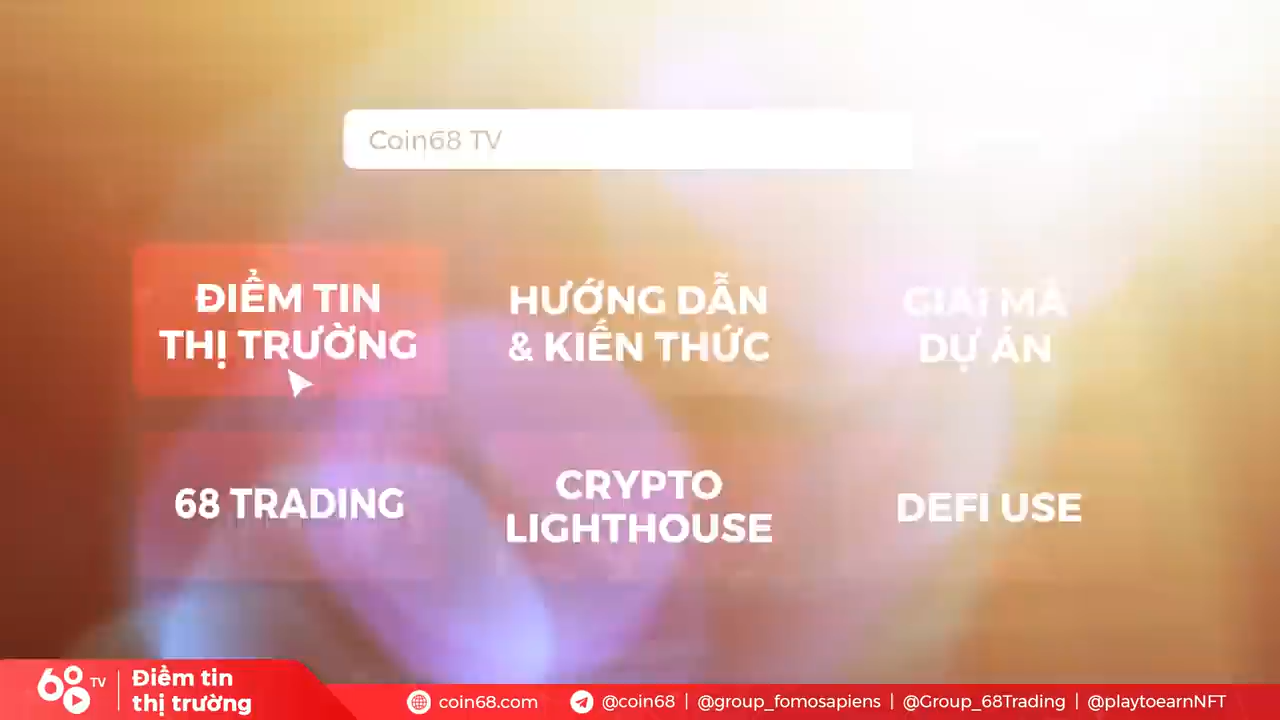 Coin68 TV
ĐIỂM TIN
THỊ TRƯỜNG
HƯỚNG DẪN
& KIẾN THỨC
GIẢI MÃ
DỰ ÁN
68 TRADING
CRYPTO
LIGHTHOUSE
DEFI USE
68 TV
Điểm tin
thị trường
coin68.com
@coin68 | @group_fomosapiens | @Group_68Trading | @playtoearnNFT